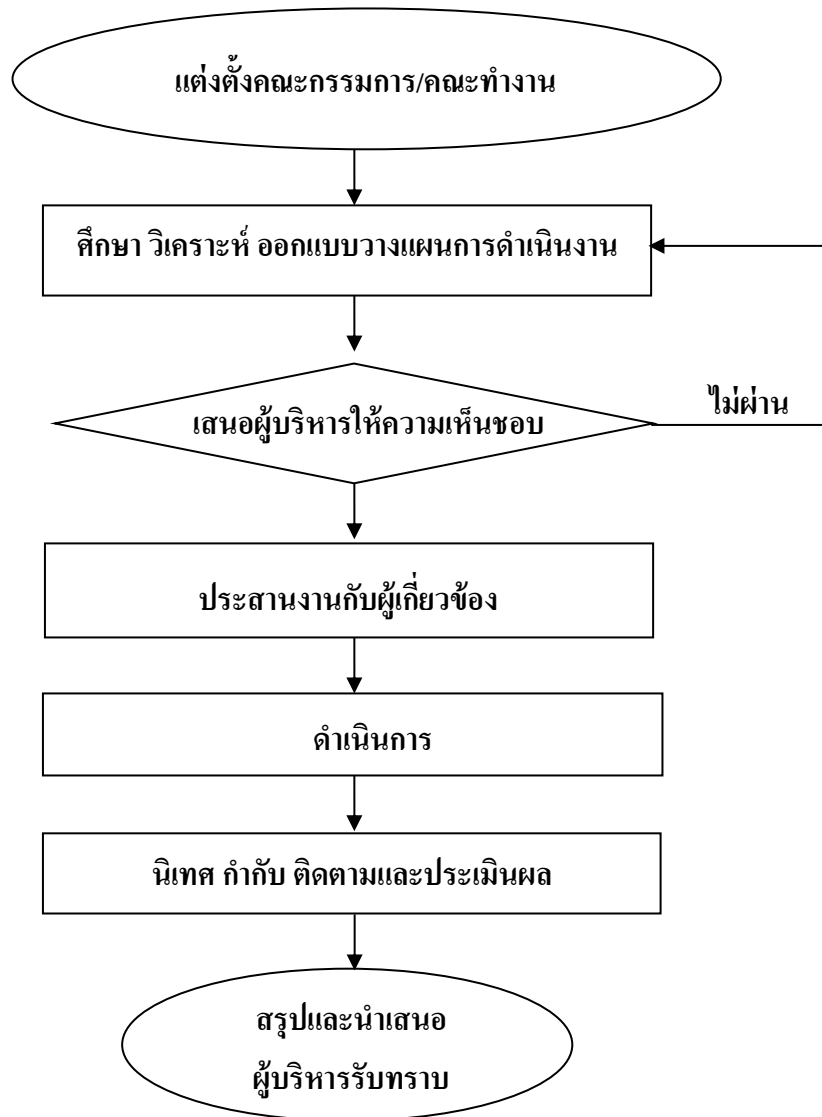 แต่งตั้งคณะกรรมการ/คณะทำงาน
ศึกษา วิเคราะห์ ออกแบบวางแผนการดำเนินงาน
เสนอผู้บริหารให้ความเห็นชอบ
ไม่ผ่าน
ประสานงานกับผู้เกี่ยวข้อง
ดำเนินการ
นิเทศ กำกับ ติดตามและประเมินผล
สรุปและนำเสนอ
ผู้บริหารรับทราบ